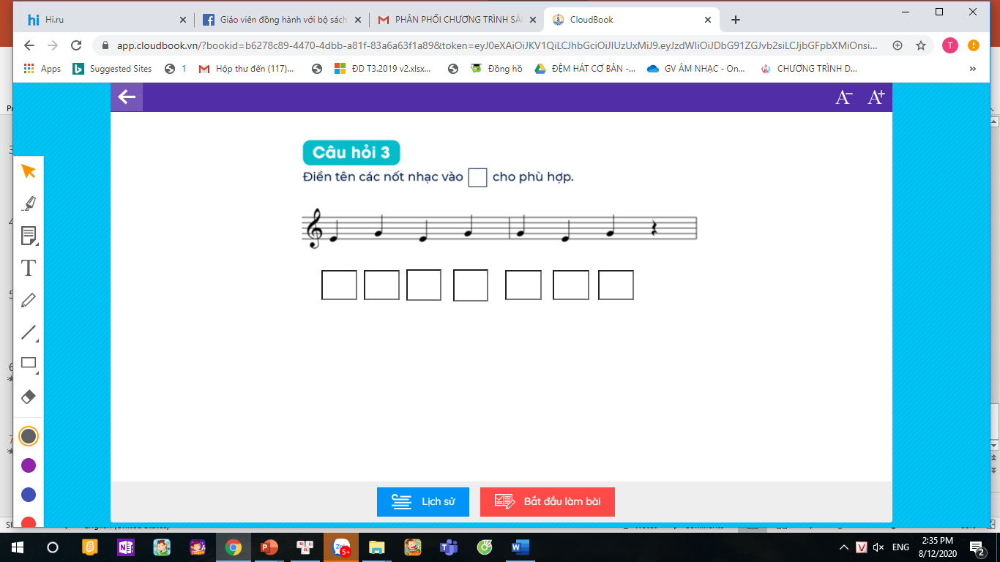 Hi.ru
Giáo viên đồng hành với bộ sách
PHÂN PHỐI CHƯƠNG TRÌNH SÁ
CloudBook
app.cloudbook.vn/?bookid=b6278c89-4470-4dbb-a81f-83a6a63f1a89&token=eyJ0eXAiOiJKV1QiLCJhbGciOiJIUzUxMiJ9.eyJzdWIiOiJDbG91ZGJvb2siLCJjbGFpbXMiOnsi...
T
Apps
Suggested Sites
1
Hộp thư đến (117)...
ĐD T3.2019 v2.xlsx...
Đồng hồ
ĐỆM HÁT CƠ BẢN -...
GV ÂM NHẠC - On...
CHƯƠNG TRÌNH D...
A− A+
Câu hỏi 3
Điền tên các nốt nhạc vào cho phù hợp.
T
Lịch sử
Bắt đầu làm bài
5+
V
ENG
2:35 PM
8/12/2020
2